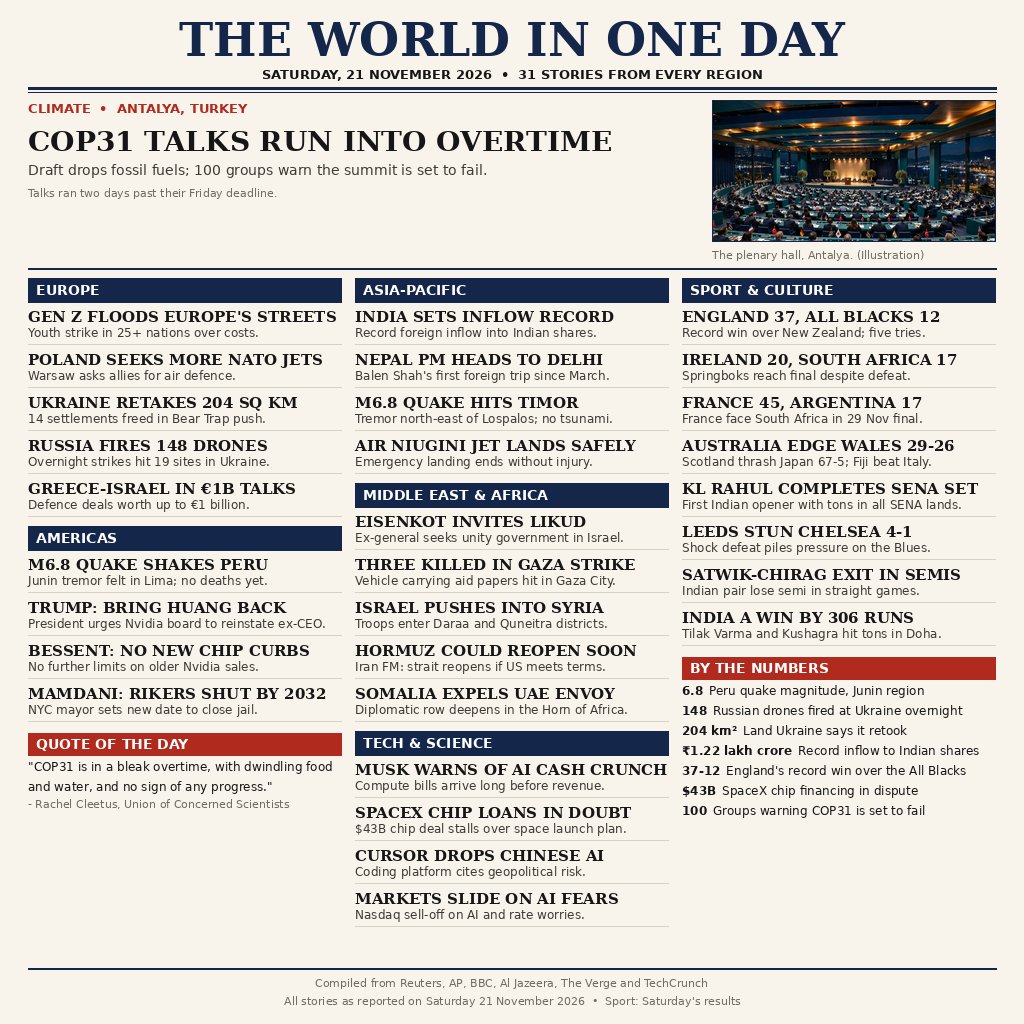 THE WORLD IN ONE DAY
SATURDAY, 21 NOVEMBER 2026 • 31 STORIES FROM EVERY REGION
CLIMATE • ANTALYA, TURKEY
COP31 TALKS RUN INTO OVERTIME
Draft drops fossil fuels; 100 groups warn the summit is set to fail.
Talks ran two days past their Friday deadline.
The plenary hall, Antalya. (Illustration)
EUROPE
GEN Z FLOODS EUROPE'S STREETS
Youth strike in 25+ nations over costs.
POLAND SEEKS MORE NATO JETS
Warsaw asks allies for air defence.
UKRAINE RETAKES 204 SQ KM
14 settlements freed in Bear Trap push.
RUSSIA FIRES 148 DRONES
Overnight strikes hit 19 sites in Ukraine.
GREECE-ISRAEL IN €1B TALKS
Defence deals worth up to €1 billion.
AMERICAS
M6.8 QUAKE SHAKES PERU
Junin tremor felt in Lima; no deaths yet.
TRUMP: BRING HUANG BACK
President urges Nvidia board to reinstate ex-CEO.
BESSENT: NO NEW CHIP CURBS
No further limits on older Nvidia sales.
MAMDANI: RIKERS SHUT BY 2032
NYC mayor sets new date to close jail.
QUOTE OF THE DAY
"COP31 is in a bleak overtime, with dwindling food
and water, and no sign of any progress."
- Rachel Cleetus, Union of Concerned Scientists
ASIA-PACIFIC
INDIA SETS INFLOW RECORD
Record foreign inflow into Indian shares.
NEPAL PM HEADS TO DELHI
Balen Shah's first foreign trip since March.
M6.8 QUAKE HITS TIMOR
Tremor north-east of Lospalos; no tsunami.
AIR NIUGINI JET LANDS SAFELY
Emergency landing ends without injury.
MIDDLE EAST & AFRICA
EISENKOT INVITES LIKUD
Ex-general seeks unity government in Israel.
THREE KILLED IN GAZA STRIKE
Vehicle carrying aid papers hit in Gaza City.
ISRAEL PUSHES INTO SYRIA
Troops enter Daraa and Quneitra districts.
HORMUZ COULD REOPEN SOON
Iran FM: strait reopens if US meets terms.
SOMALIA EXPELS UAE ENVOY
Diplomatic row deepens in the Horn of Africa.
TECH & SCIENCE
MUSK WARNS OF AI CASH CRUNCH
Compute bills arrive long before revenue.
SPACEX CHIP LOANS IN DOUBT
$43B chip deal stalls over space launch plan.
CURSOR DROPS CHINESE AI
Coding platform cites geopolitical risk.
MARKETS SLIDE ON AI FEARS
Nasdaq sell-off on AI and rate worries.
SPORT & CULTURE
ENGLAND 37, ALL BLACKS 12
Record win over New Zealand; five tries.
IRELAND 20, SOUTH AFRICA 17
Springboks reach final despite defeat.
FRANCE 45, ARGENTINA 17
France face South Africa in 29 Nov final.
AUSTRALIA EDGE WALES 29-26
Scotland thrash Japan 67-5; Fiji beat Italy.
KL RAHUL COMPLETES SENA SET
First Indian opener with tons in all SENA lands.
LEEDS STUN CHELSEA 4-1
Shock defeat piles pressure on the Blues.
SATWIK-CHIRAG EXIT IN SEMIS
Indian pair lose semi in straight games.
INDIA A WIN BY 306 RUNS
Tilak Varma and Kushagra hit tons in Doha.
BY THE NUMBERS
6.8 Peru quake magnitude, Junin region
148 Russian drones fired at Ukraine overnight
204 km² Land Ukraine says it retook
₹1.22 lakh crore Record inflow to Indian shares
37-12 England's record win over the All Blacks
$43B SpaceX chip financing in dispute
100 Groups warning COP31 is set to fail
Compiled from Reuters, AP, BBC, Al Jazeera, The Verge and TechCrunch
All stories as reported on Saturday 21 November 2026 • Sport: Saturday's results